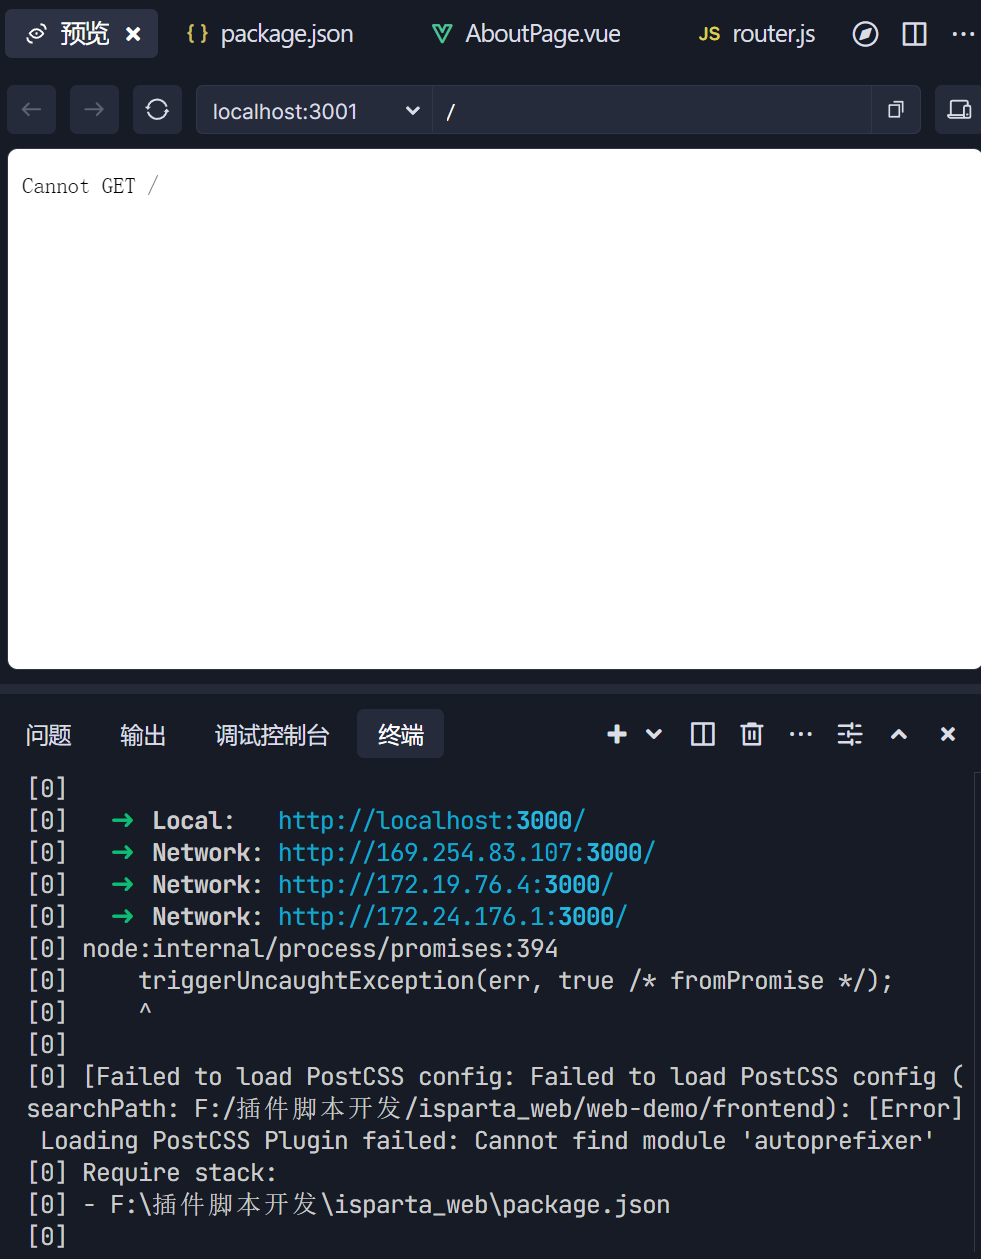 预览 × { } package.json AboutPage.vue JS router.js ···
localhost:3001 /
Cannot GET /
问题 输出 调试控制台 终端
[0]
[0] ➜ Local: http://localhost:3000/
[0] ➜ Network: http://169.254.83.107:3000/
[0] ➜ Network: http://172.19.76.4:3000/
[0] ➜ Network: http://172.24.176.1:3000/
[0] node:internal/process/promises:394
[0] triggerUncaughtException(err, true /* fromPromise */);
[0] ^
[0]
[0] [Failed to load PostCSS config: Failed to load PostCSS config (
searchPath: F:/插件脚本开发/isparta_web/web-demo/frontend): [Error]
Loading PostCSS Plugin failed: Cannot find module 'autoprefixer'
[0] Require stack:
[0] - F:\插件脚本开发\isparta_web\package.json
[0]